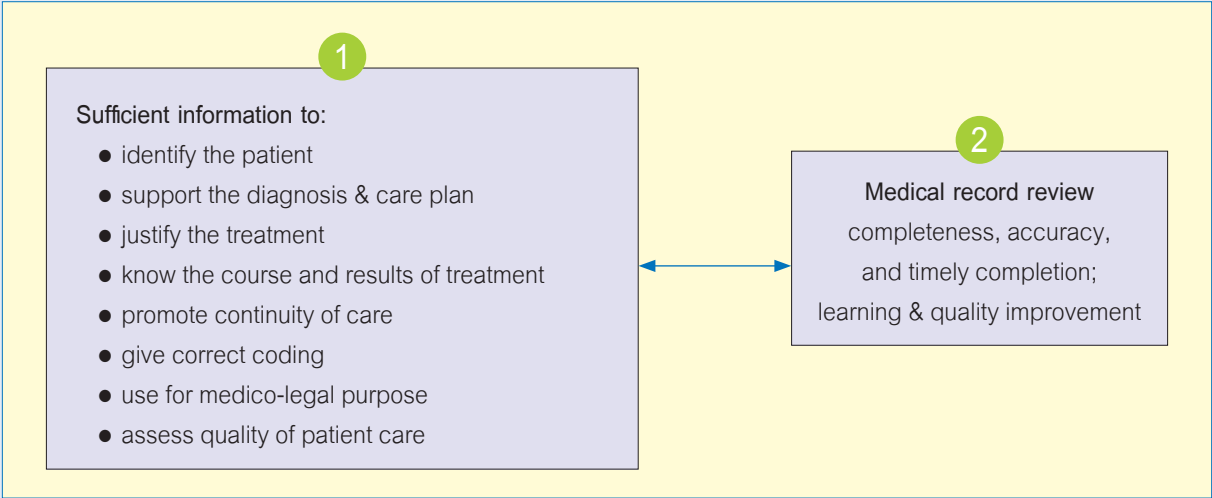 1
Sufficient information to:
● identify the patient
● support the diagnosis & care plan
● justify the treatment
● know the course and results of treatment
● promote continuity of care
● give correct coding
● use for medico-legal purpose
● assess quality of patient care
2
Medical record review
completeness, accuracy,
and timely completion;
learning & quality improvement